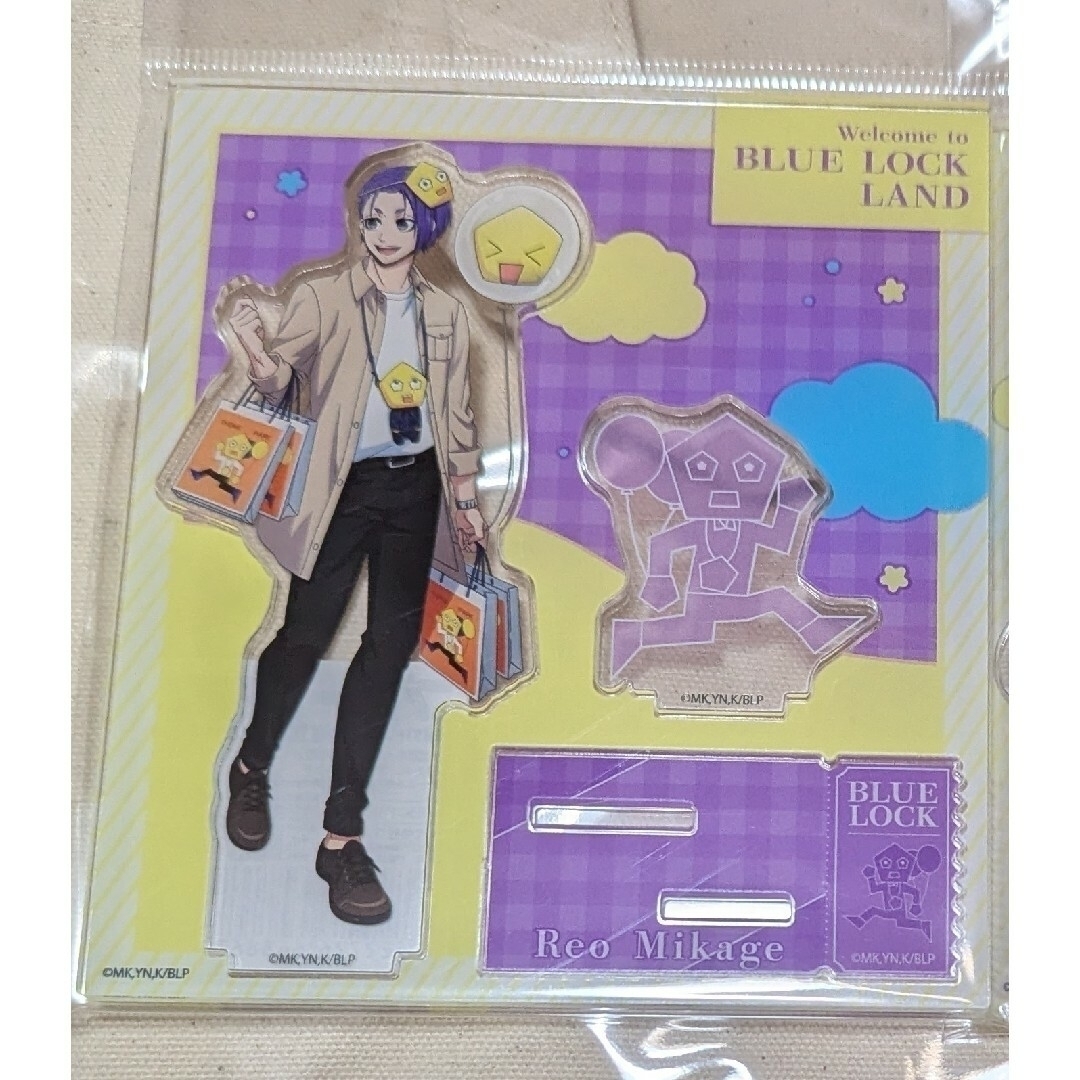 Welcome to
BLUE LOCK
LAND
©MK,YN,K/BLP
BLUE
LOCK
Reo Mikage
©MK,YN,K/BLP
©MK,YN,K/BLP
©MK,YN,K/BLP